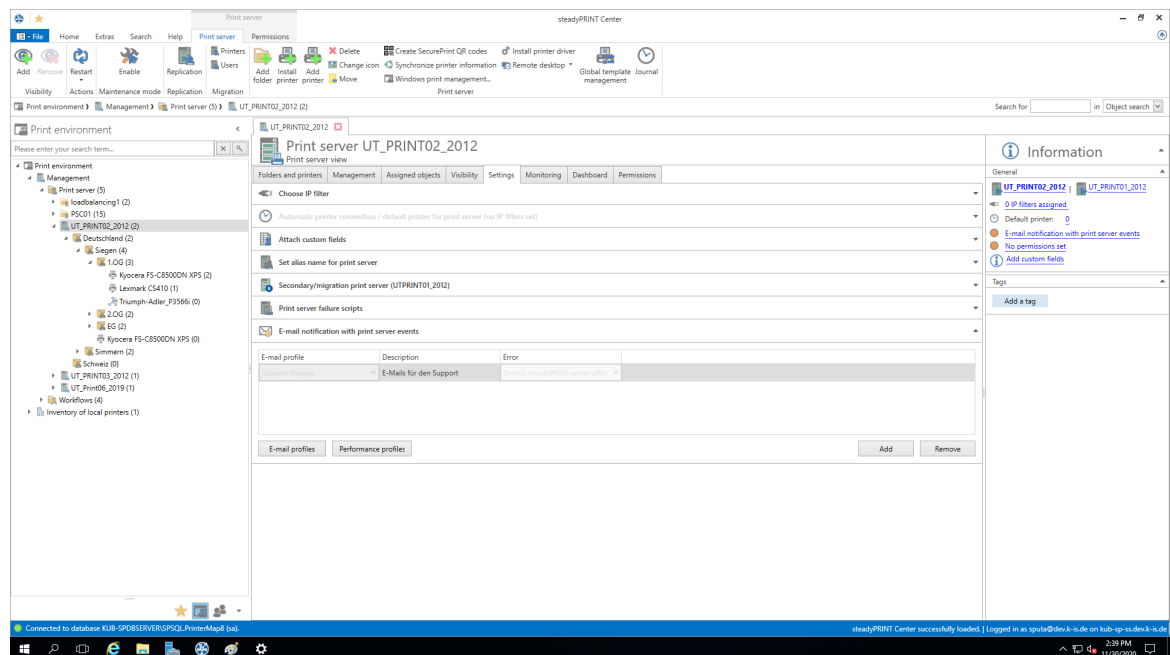 Print server
steadyPRINT Center
File Home Extras Search Help Print server Permissions
Add Remove Restart Enable Replication Printers Users
Add folder Install printer Add printer
Delete Create SecurePrint QR codes Install printer driver
Change icon Synchronize printer information Remote desktop
Move Windows print management...
Global template management Journal
Visibility Actions Maintenance mode Replication Migration Print server
Print environment Management Print server (5) UT_PRINT02_2012 (2)
Search for in Object search
Print environment
Please enter your search term...
Print environment
Management
Print server (5)
loadbalancing1 (2)
PSC01 (15)
UT_PRINT02_2012 (2)
Deutschland (2)
Siegen (4)
1.OG (3)
Kyocera FS-C8500DN XPS (2)
Lexmark CS410 (1)
Triumph-Adler_P3566i (0)
2.OG (2)
EG (2)
Kyocera FS-C8500DN XPS (0)
Simmern (2)
Schweiz (0)
UT_PRINT03_2012 (1)
UT_Print06_2019 (1)
Workflows (4)
Inventory of local printers (1)
UT_PRINT02_2012
Print server UT_PRINT02_2012
Print server view
Folders and printers Management Assigned objects Visibility Settings Monitoring Dashboard Permissions
Choose IP filter
Automatic printer connection / default printer for print server (no IP filters set)
Attach custom fields
Set alias name for print server
Secondary/migration print server (UTPRINT01_2012)
Print server failure scripts
E-mail notification with print server events
E-mail profile Description Error
Support-Gruppe E-Mails für den Support Service steadyPRINT server offlin
E-mail profiles Performance profiles Add Remove
Information
General
UT_PRINT02_2012 | UT_PRINT01_2012
0 IP filters assigned
Default printer: 0
E-mail notification with print server events
No permissions set
Add custom fields
Tags
Add a tag
Connected to database KUB-SPDBSERVER\SPSQL.PrinterMap8 (sa).
steadyPRINT Center successfully loaded. | Logged in as sputa@dev.k-is.de on kub-sp-ss.dev.k-is.de
2:39 PM
11/30/2020